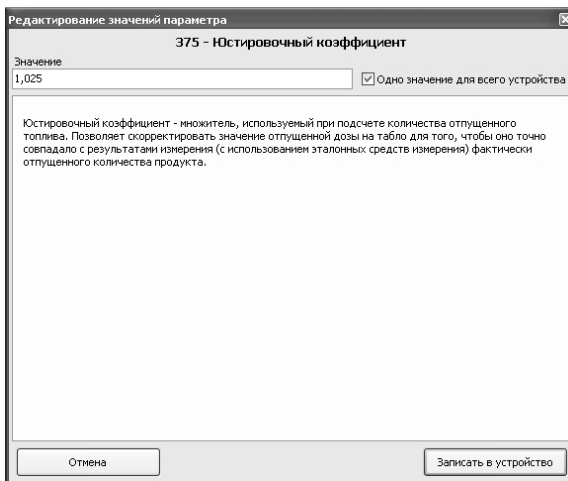 Редактирование значений параметра
375 - Юстировочный коэффициент
Значение
1,025
Одно значение для всего устройства
Юстировочный коэффициент - множитель, используемый при подсчете количества отпущенного
топлива. Позволяет скорректировать значение отпущенной дозы на табло для того, чтобы оно точно
совпадало с результатами измерения (с использованием эталонных средств измерения) фактически
отпущенного количества продукта.
Отмена
Записать в устройство